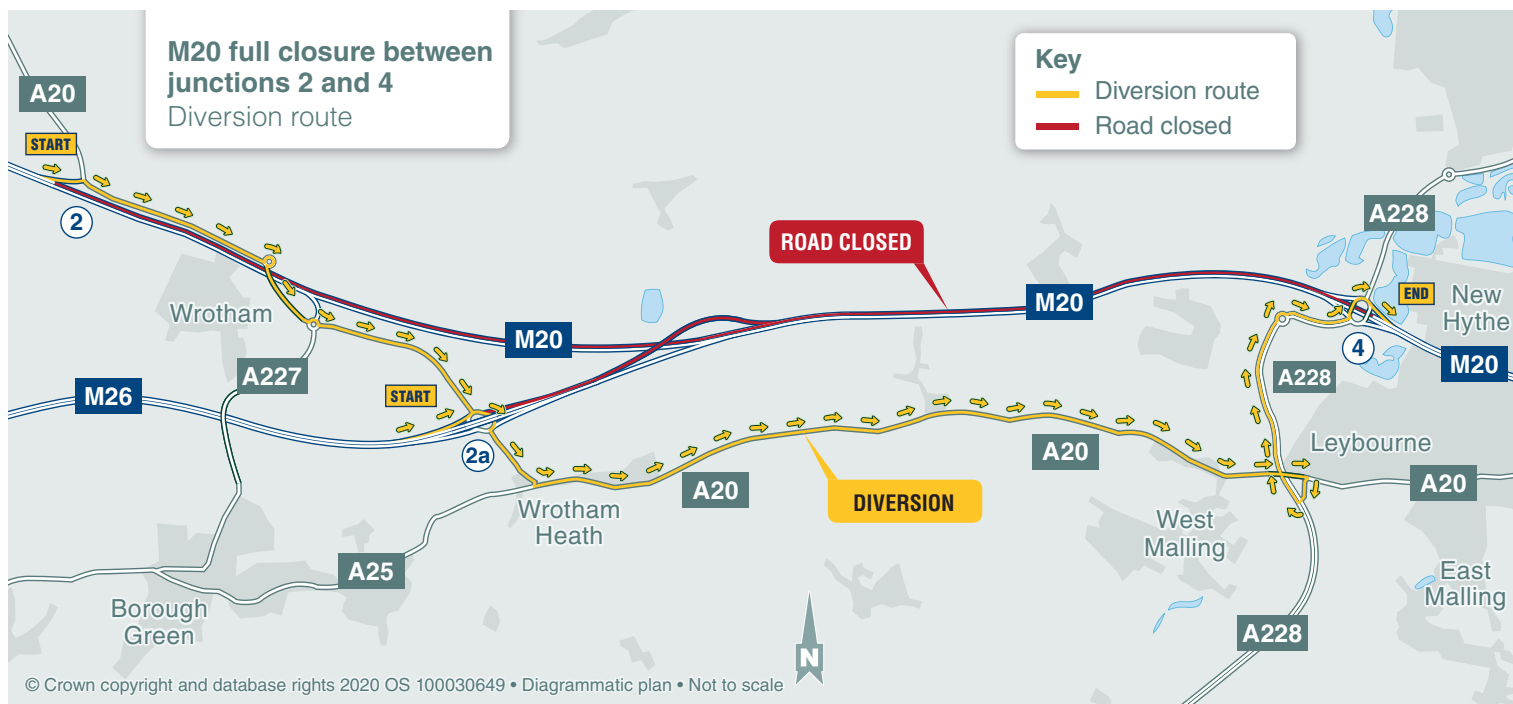 M20 full closure between
junctions 2 and 4
Diversion route
Key
Diversion route
Road closed
A20
START
2
A228
ROAD CLOSED
M20
END
New
Hythe
Wrotham
M20
4
M20
A227
A228
M26
START
2a
Leybourne
A20
A20
A20
DIVERSION
Wrotham
Heath
West
Malling
A25
East
Malling
Borough
Green
A228
N
© Crown copyright and database rights 2020 OS 100030649 • Diagrammatic plan • Not to scale